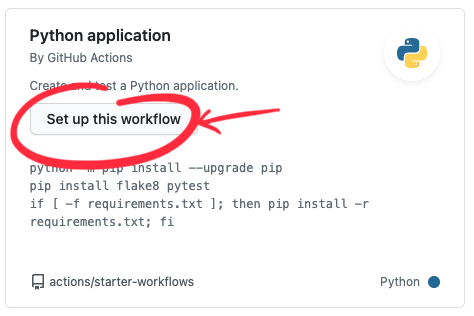 Python application
By GitHub Actions
Create and test a Python application.
Set up this workflow
python -m pip install --upgrade pip
pip install flake8 pytest
if [ -f requirements.txt ]; then pip install -r
requirements.txt; fi
actions/starter-workflows
Python